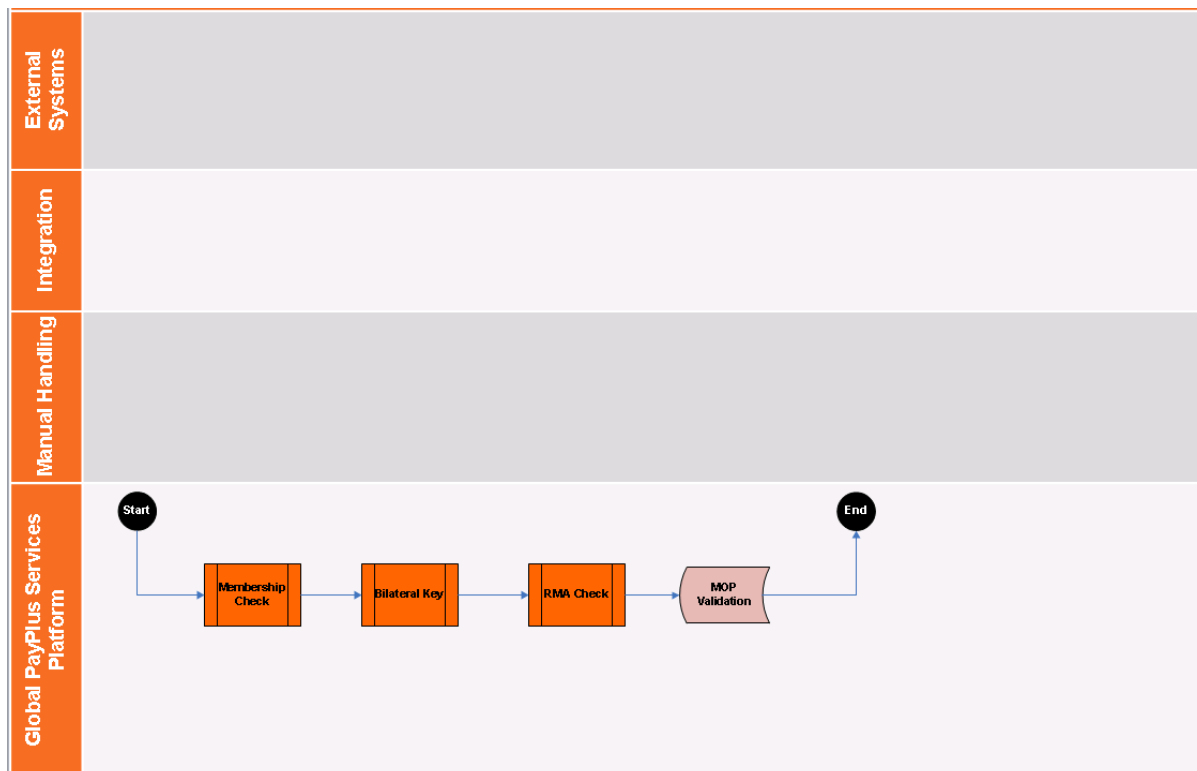 External
Systems
Integration
Manual Handling
Global PayPlus Services
Platform
Start
End
Membership
Check
Bilateral Key
RMA Check
MOP
Validation